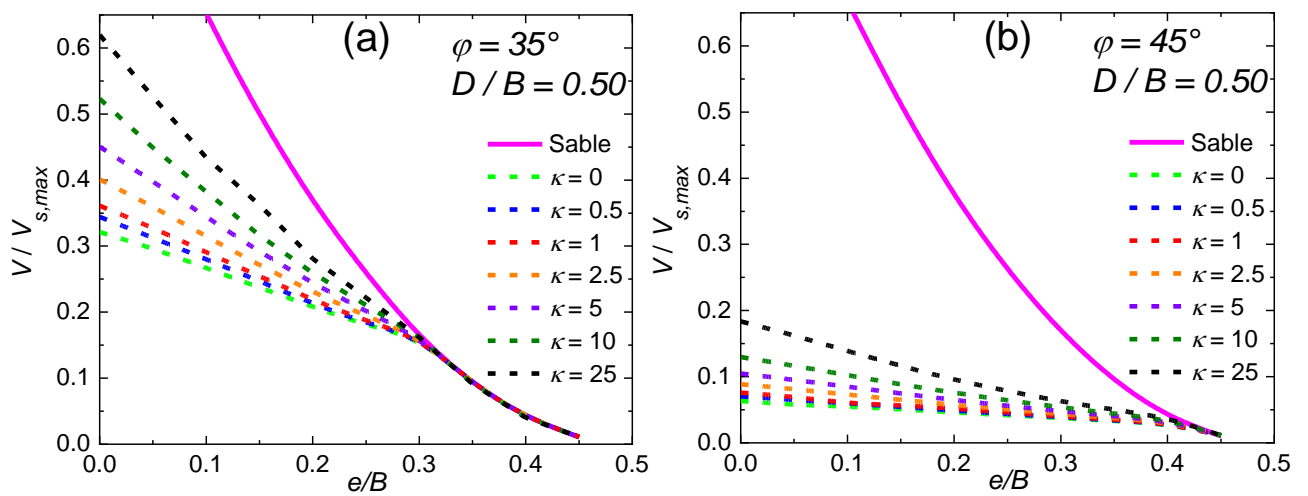 (a)
φ = 35°
D / B = 0.50
Sable
κ = 0
κ = 0.5
κ = 1
κ = 2.5
κ = 5
κ = 10
κ = 25
V / V s,max
0.6
0.5
0.4
0.3
0.2
0.1
0.0
0.0 0.1 0.2 0.3 0.4 0.5
e/B
(b)
φ = 45°
D / B = 0.50
Sable
κ = 0
κ = 0.5
κ = 1
κ = 2.5
κ = 5
κ = 10
κ = 25
V / V s,max
0.6
0.5
0.4
0.3
0.2
0.1
0.0
0.0 0.1 0.2 0.3 0.4 0.5
e/B